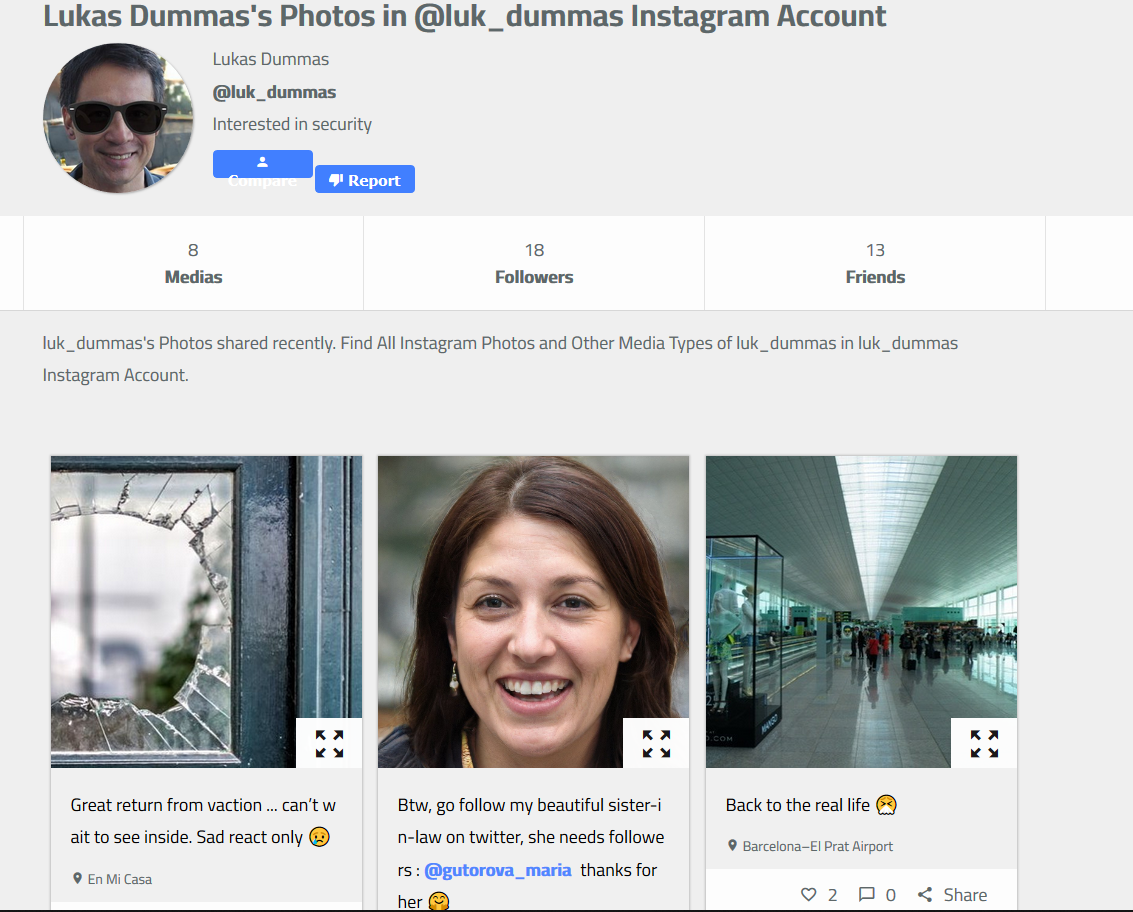 Lukas Dummas's Photos in @luk_dummas Instagram Account
Lukas Dummas
@luk_dummas
Interested in security
Compare
Report
8
Medias
18
Followers
13
Friends
luk_dummas's Photos shared recently. Find All Instagram Photos and Other Media Types of luk_dummas in luk_dummas
Instagram Account.
MANGO
Great return from vaction ... can’t w
ait to see inside. Sad react only 😥
En Mi Casa
Btw, go follow my beautiful sister-i
n-law on twitter, she needs followe
rs : @gutorova_maria thanks for
her 🤗
Back to the real life 😭
Barcelona–El Prat Airport
2
0
Share